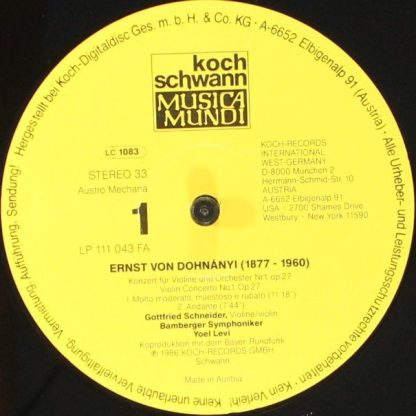 Hergestellt bei Koch-Digitaldisc Ges. m. b. H. & Co. KG · A-6652 Elbigenalp 91 (Austria) · Alle Urheber- und Leistungsschutzrechte vorbehalten · Kein Verleih! Keine unerlaubte Vervielfältigung, Vermietung, Aufführung, Sendung!
koch
schwann
MUSICA
MUNDI
LC 1083
STEREO 33
Austro Mechana
1
LP 111 043 FA
KOCH-RECORDS
INTERNATIONAL
WEST-GERMANY
D-8000 München 2
Hermann-Schmid-Str. 10
AUSTRIA
A-6652 Elbigenalp 91
USA - 2700 Shames Drive
Westbury - New York 11590
ERNST VON DOHNÁNYI (1877 - 1960)
Konzert für Violine und Orchester Nr.1, op.27
Violin Concerto No.1 Op.27
1. Molto moderato, maestoso e rubato (11'18")
2. Andante (7'44")
Gottfried Schneider, Violine/violin
Bamberger Symphoniker
Yoel Levi
Koproduktion mit dem Bayer. Rundfunk
℗ 1986 KOCH-RECORDS GMBH
Schwann
Made in Austria